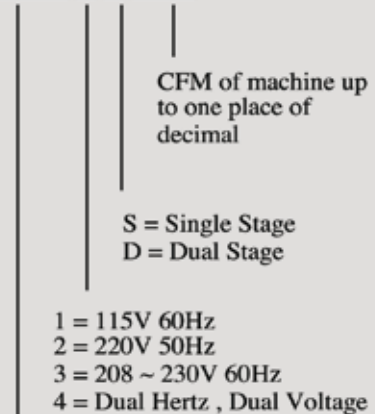 CFM of machine up
to one place of
decimal
S = Single Stage
D = Dual Stage
1 = 115V 60Hz
2 = 220V 50Hz
3 = 208 ~ 230V 60Hz
4 = Dual Hertz , Dual Voltage